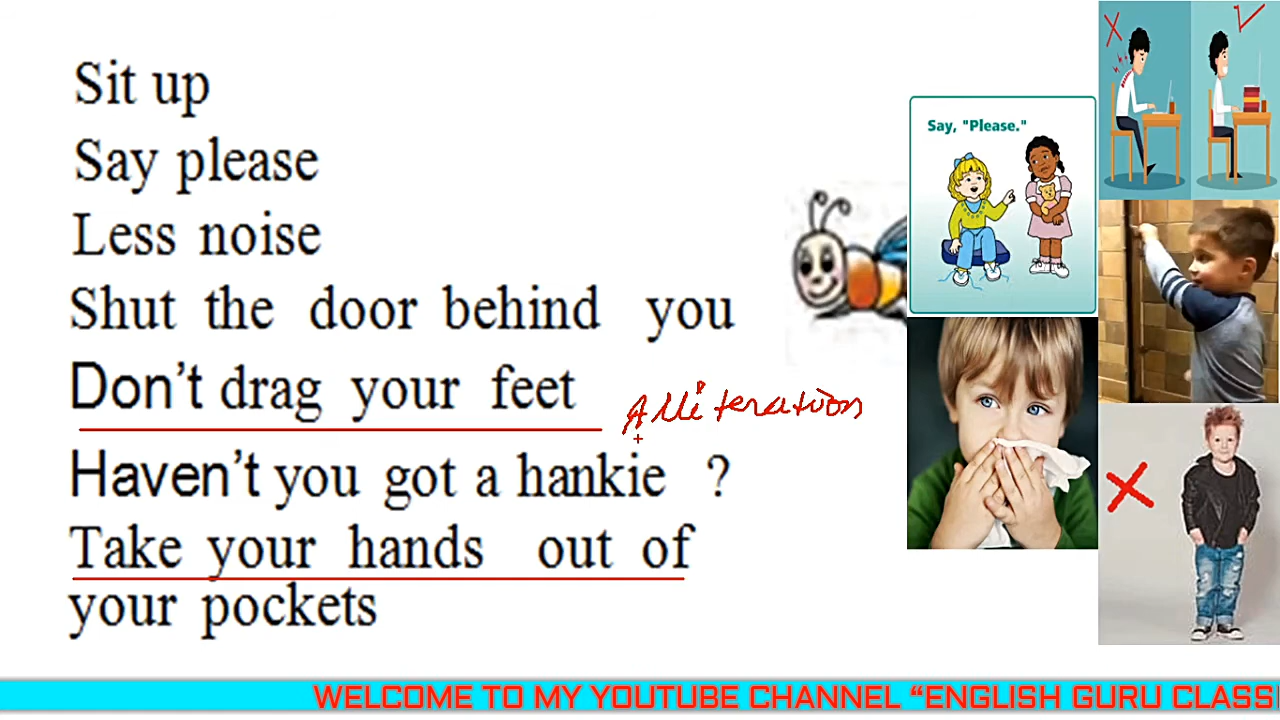 Sit up
Say please
Less noise
Shut the door behind you
Don't drag your feet
Alliteration
Haven't you got a hankie ?
Take your hands out of
your pockets
Say, "Please."
WELCOME TO MY YOUTUBE CHANNEL “ENGLISH GURU CLASS